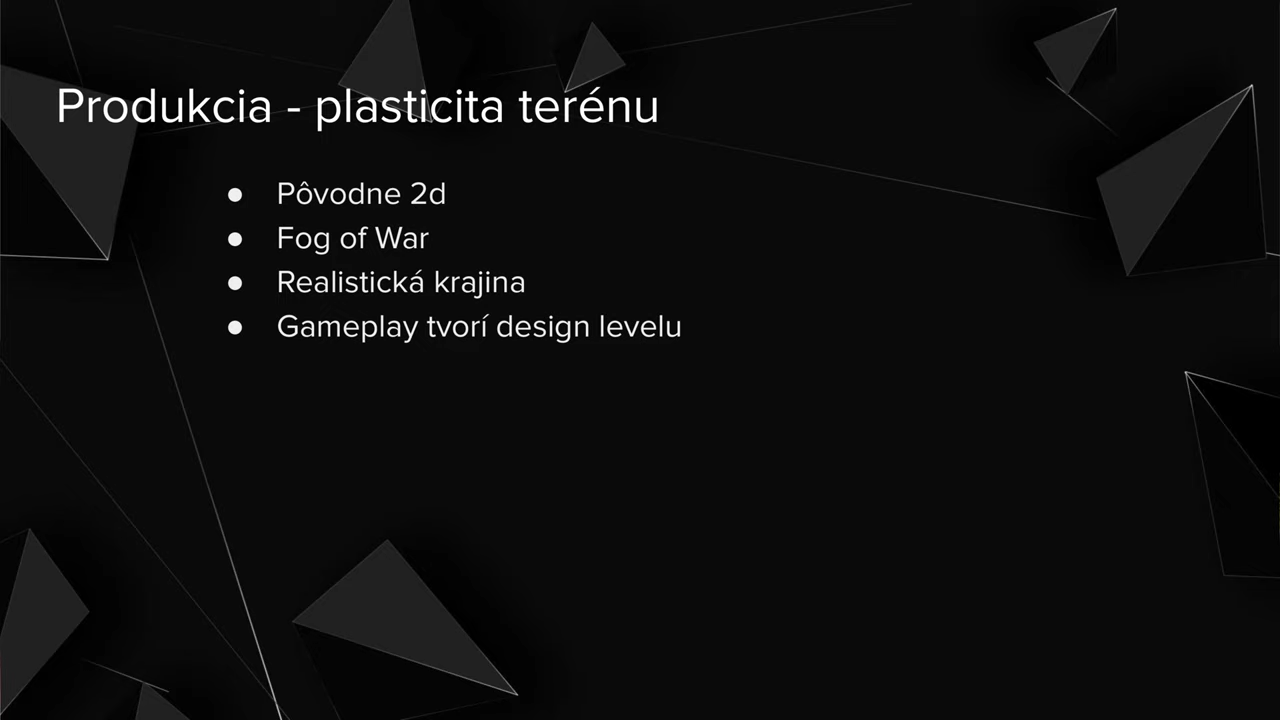 Produkcia - plasticita terénu
● Pôvodne 2d
● Fog of War
● Realistická krajina
● Gameplay tvorí design levelu